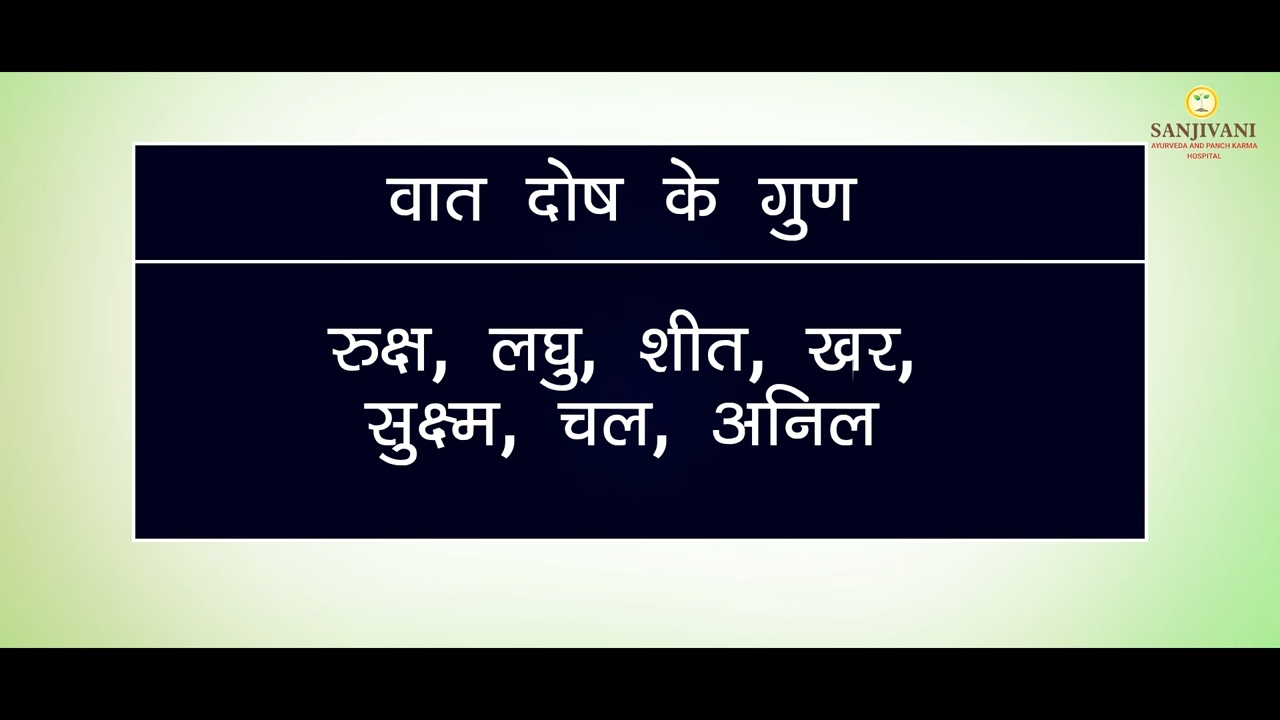 SANJIVANI
AYURVEDA AND PANCH KARMA
HOSPITAL
वात दोष के गुण
रुक्ष, लघु, शीत, खर,
सुक्ष्म, चल, अनिल